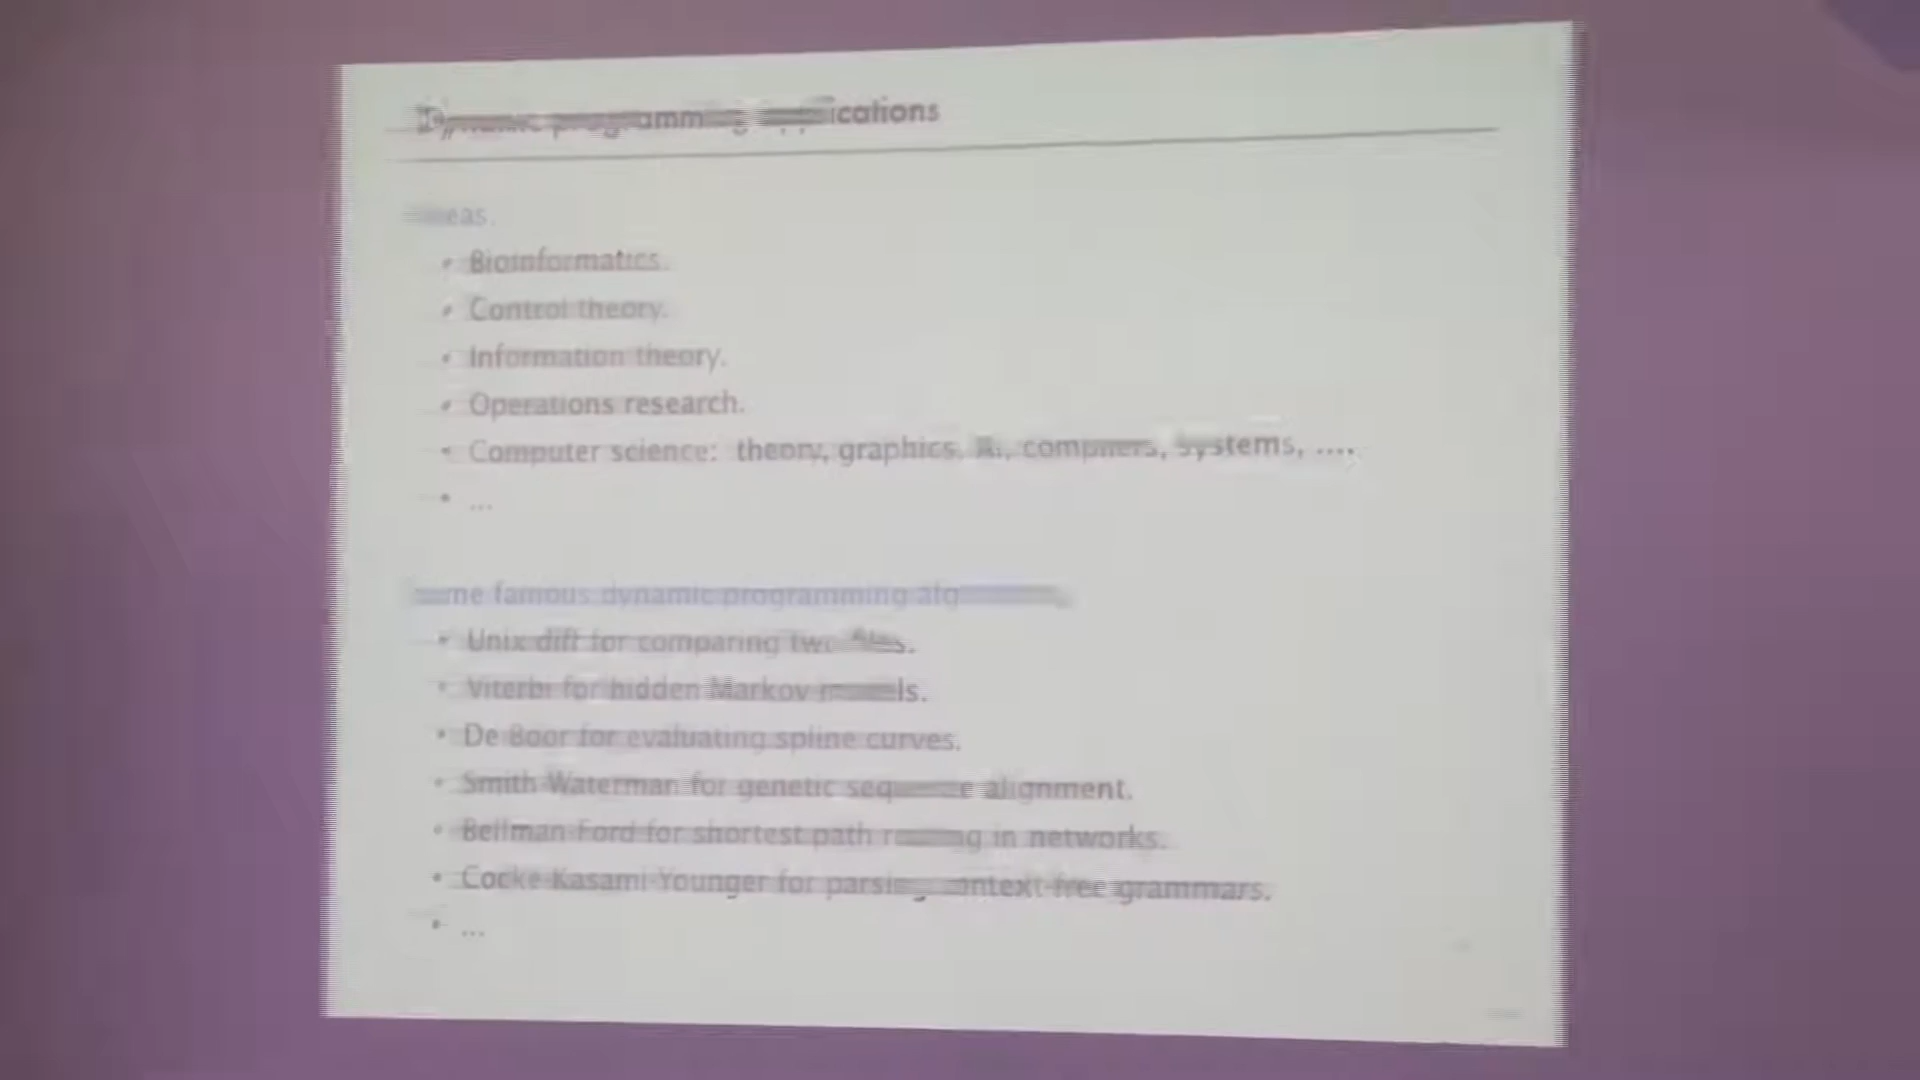 Dynamic programming applications
Areas.
• Bioinformatics.
• Control theory.
• Information theory.
• Operations research.
• Computer science: theory, graphics, AI, compilers, systems, ….
• ...
Some famous dynamic programming algorithms.
• Unix diff for comparing two files.
• Viterbi for hidden Markov models.
• De Boor for evaluating spline curves.
• Smith-Waterman for genetic sequence alignment.
• Bellman-Ford for shortest path routing in networks.
• Cocke-Kasami-Younger for parsing context-free grammars.
• ...